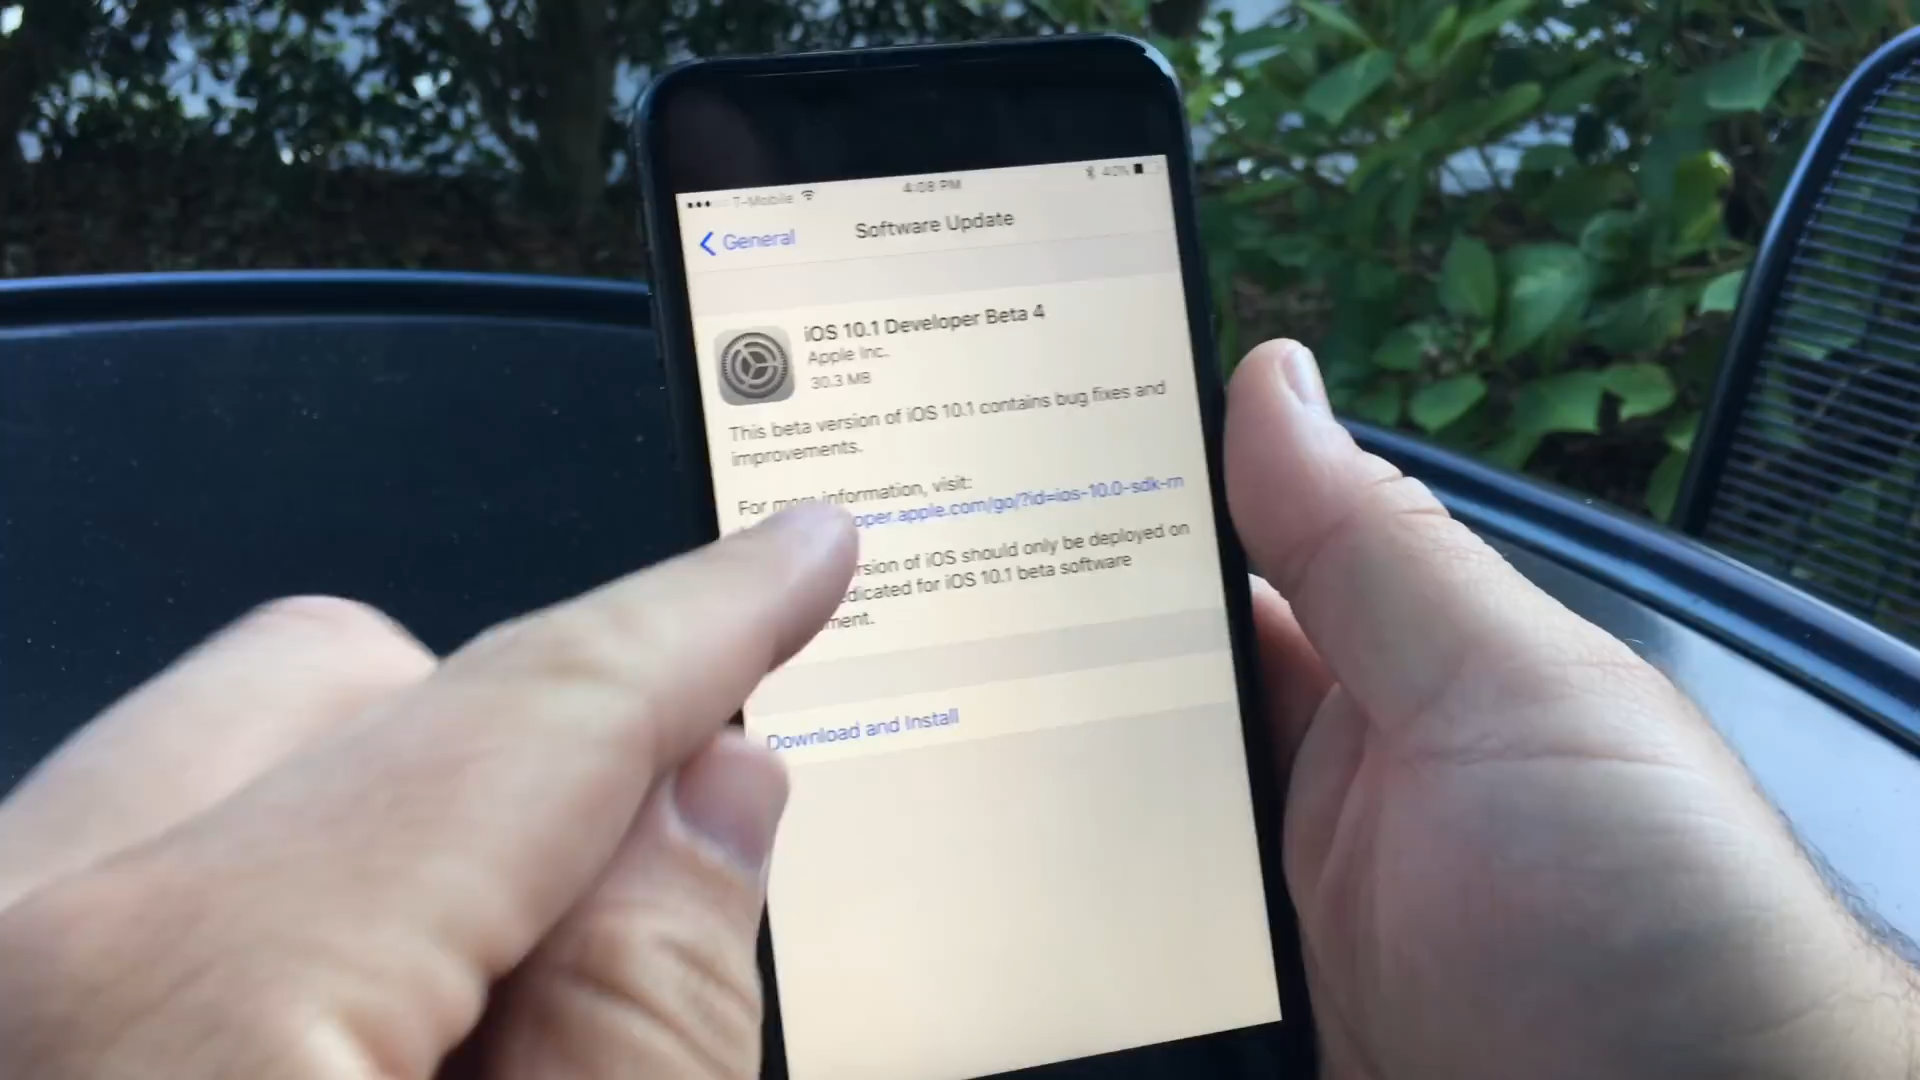 T-Mobile 4:08 PM 40%
General Software Update
iOS 10.1 Developer Beta 4
Apple Inc.
30.3 MB
This beta version of iOS 10.1 contains bug fixes and
improvements.
For more information, visit:
oper.apple.com/go/?id=ios-10.0-sdk-rn
rsion of iOS should only be deployed on
edicated for iOS 10.1 beta software
ment.
Download and Install